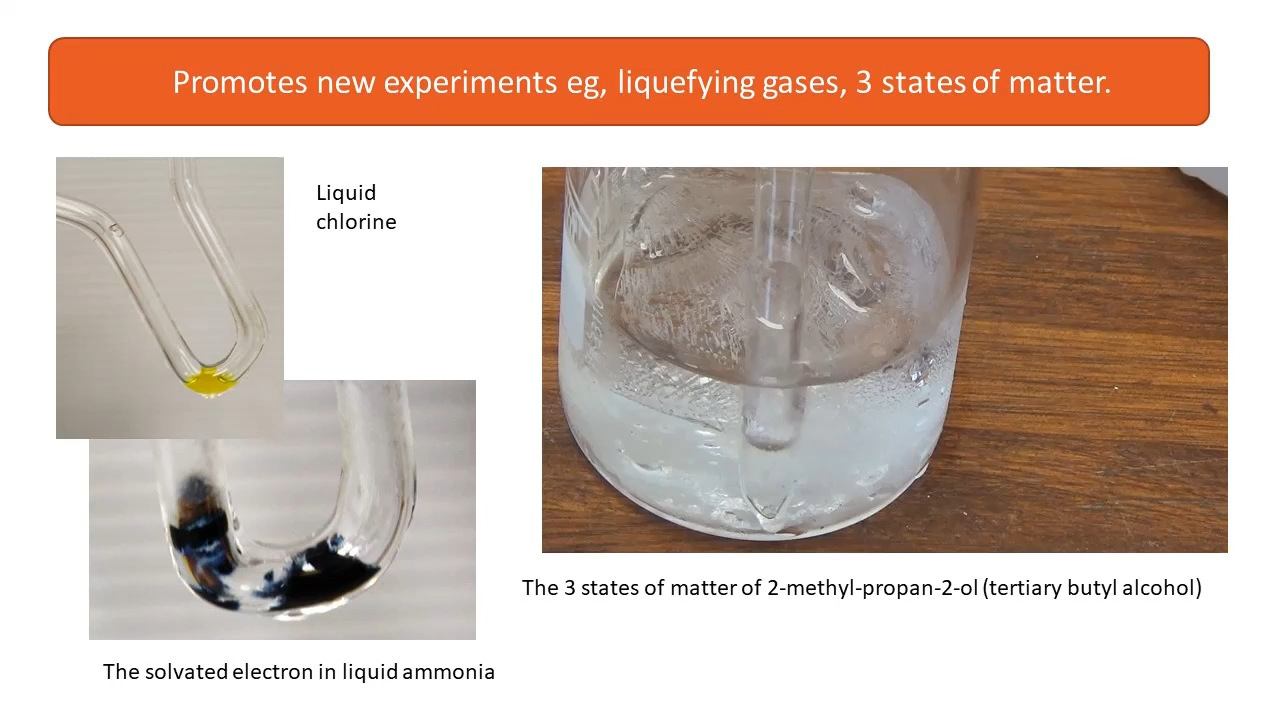 Promotes new experiments eg, liquefying gases, 3 states of matter.
Liquid
chlorine
The 3 states of matter of 2-methyl-propan-2-ol (tertiary butyl alcohol)
The solvated electron in liquid ammonia